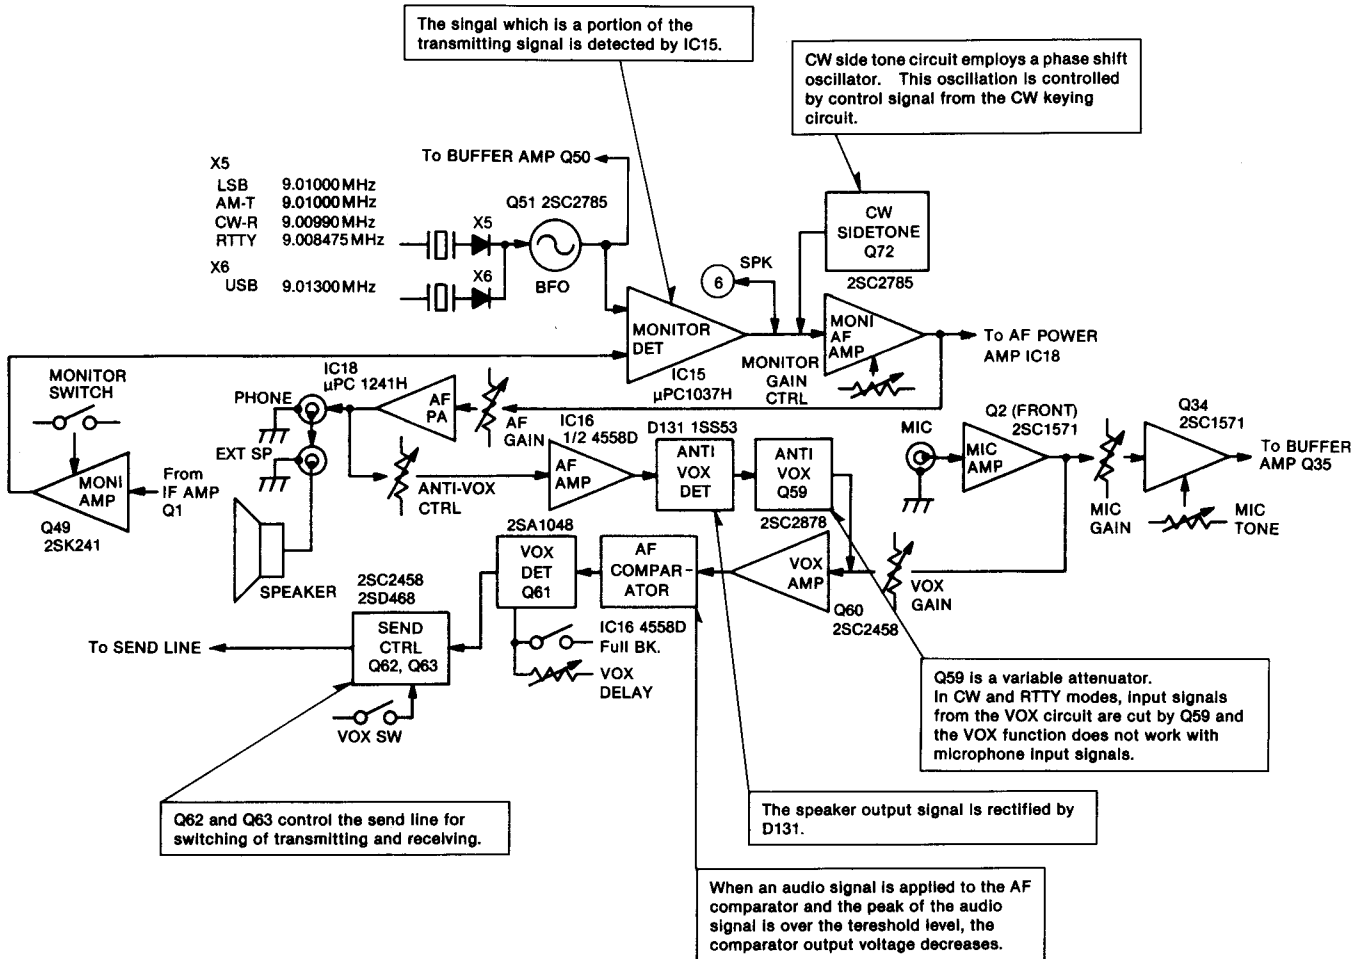 The singal which is a portion of the
transmitting signal is detected by IC15.
CW side tone circuit employs a phase shift
oscillator. This oscillation is controlled
by control signal from the CW keying
circuit.
To BUFFER AMP Q50
X5
LSB 9.01000 MHz
AM-T 9.01000 MHz
CW-R 9.00990 MHz
RTTY 9.008475 MHz
X6
USB 9.01300 MHz
X5
X6
Q51 2SC2785
BFO
SPK
6
CW
SIDETONE
Q72
2SC2785
MONITOR
DET
IC15
µPC1037H
MONI
AF
AMP
MONITOR
GAIN
CTRL
To AF POWER
AMP IC18
MONITOR
SWITCH
MONI
AMP
Q49
2SK241
From
IF AMP
Q1
PHONE
EXT SP
SPEAKER
IC18
µPC 1241H
AF
PA
AF
GAIN
ANTI-VOX
CTRL
IC16
1/2 4558D
AF
AMP
D131 1SS53
ANTI
VOX
DET
ANTI
VOX
Q59
2SC2878
MIC
Q2 (FRONT)
2SC1571
MIC
AMP
MIC
GAIN
Q34
2SC1571
MIC
TONE
To BUFFER
AMP Q35
2SA1048
VOX
DET
Q61
AF
COMPAR-
ATOR
IC16 4558D
Full BK.
VOX
DELAY
VOX
AMP
Q60
2SC2458
VOX
GAIN
2SC2458
2SD468
SEND
CTRL
Q62, Q63
To SEND LINE
VOX SW
Q59 is a variable attenuator.
In CW and RTTY modes, input signals
from the VOX circuit are cut by Q59 and
the VOX function does not work with
microphone input signals.
Q62 and Q63 control the send line for
switching of transmitting and receiving.
The speaker output signal is rectified by
D131.
When an audio signal is applied to the AF
comparator and the peak of the audio
signal is over the tereshold level, the
comparator output voltage decreases.